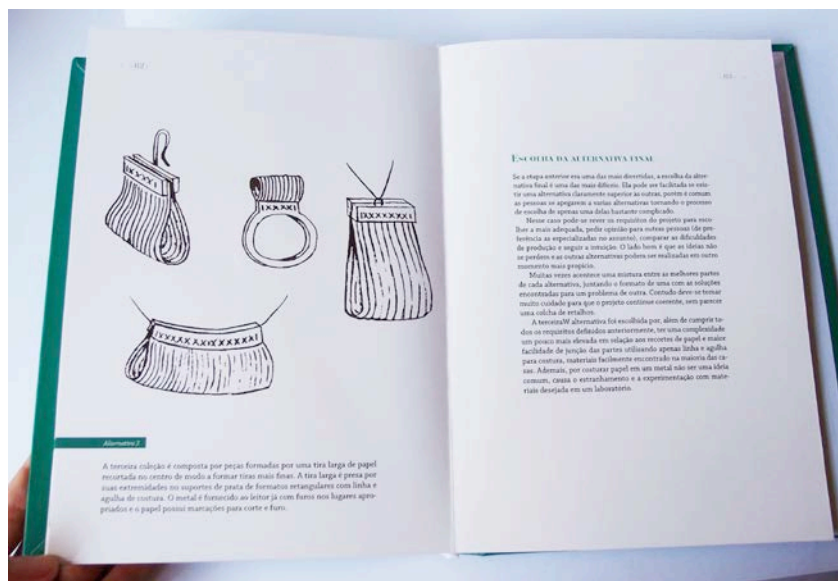 Alternativa 3
A terceira coleção é composta por peças formadas por uma tira larga de papel
recortada no centro de modo a formar tiras mais finas. A tira larga é presa por
suas extremidades no suportes de prata de formatos retangulares com linha e
agulha de costura. O metal é fornecido ao leitor já com furos nos lugares apro-
priados e o papel possui marcações para corte e furo.
ESCOLHA DA ALTERNATIVA FINAL
Se a etapa anterior era uma das mais divertidas, a escolha da alter-
nativa final é uma das mais difíceis. Ela pode ser facilitada se exis-
tir uma alternativa claramente superior às outras, porém é comum
as pessoas se apegarem a varias alternativas tornando o processo
de escolha de apenas uma delas bastante complicado.
Nesse caso pode-se rever os requisitos do projeto para esco-
lher a mais adequada, pedir opinião para outras pessoas (de pre-
ferência as especializadas no assunto), comparar as dificuldades
de produção e seguir a intuição. O lado bom é que as ideias não
se perdem e as outras alternativas podem ser realizadas em outro
momento mais propício.
Muitas vezes acontece uma mistura entre as melhores partes
de cada alternativa, juntando o formato de uma com as soluções
encontradas para um problema de outra. Contudo deve-se tomar
muito cuidado para que o projeto continue coerente, sem parecer
uma colcha de retalhos.
A terceiraW alternativa foi escolhida por, além de cumprir to-
dos os requisitos definidos anteriormente, ter uma complexidade
um pouco mais elevada em relação aos recortes de papel e maior
facilidade de junção das partes utilizando apenas linha e agulha
para costura, materiais facilmente encontrado na maioria das ca-
sas. Ademais, por costurar papel em um metal não ser uma ideia
comum, causa o estranhamento e a experimentação com mate-
riais desejada em um laboratório.